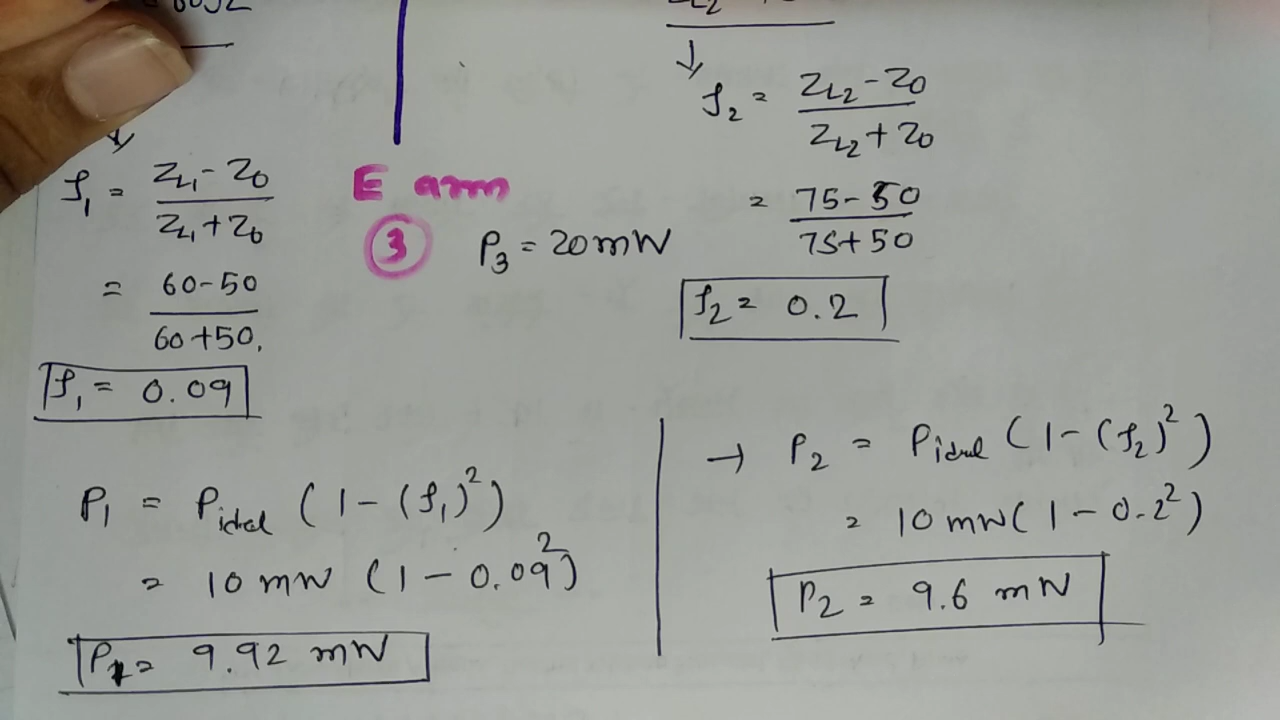 ↓
ρ₁ = (Z_L1 - Z0) / (Z_L1 + Z0)
= (60-50) / (60+50)
ρ₁ = 0.09
E arm
③ P₃ = 20mW
↓
ρ₂ = (Z_L2 - Z0) / (Z_L2 + Z0)
= (75-50) / (75+50)
ρ₂ = 0.2
P₁ = P_ideal (1 - (ρ₁)²)
= 10 mW (1 - 0.09²)
P₁ = 9.92 mW
→ P₂ = P_ideal (1 - (ρ₂)²)
= 10 mW (1 - 0.2²)
P₂ = 9.6 mW